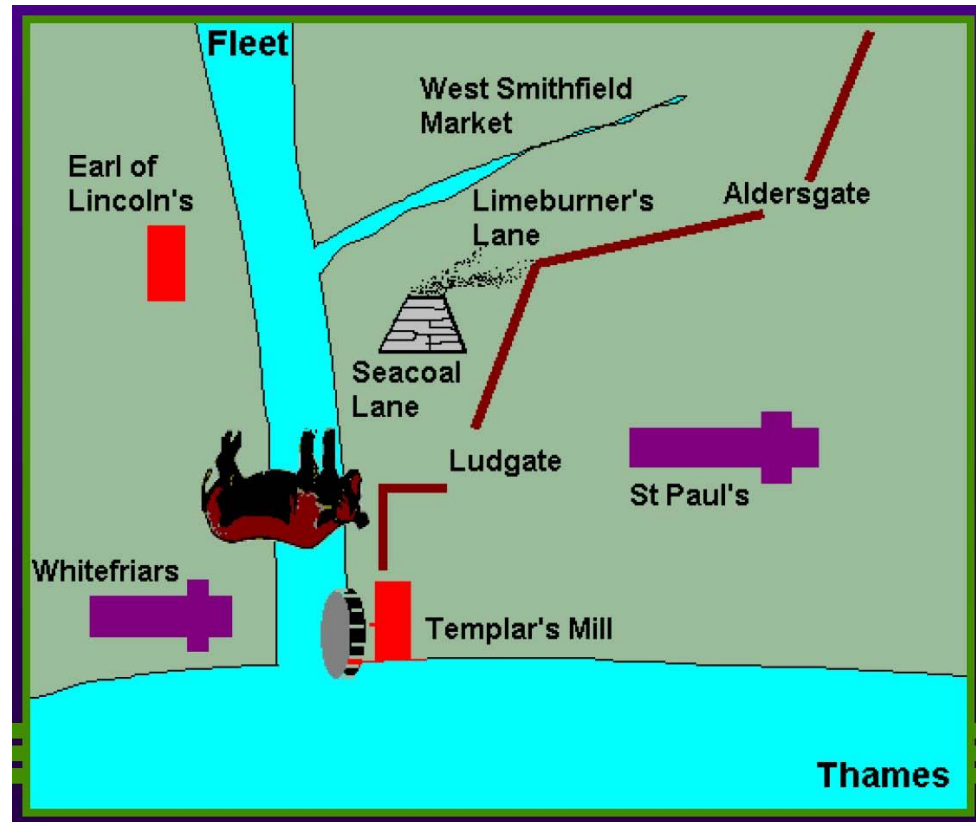 Fleet
West Smithfield
Market
Earl of
Lincoln's
Limeburner's
Lane
Aldersgate
Seacoal
Lane
Ludgate
St Paul's
Whitefriars
Templar's Mill
Thames